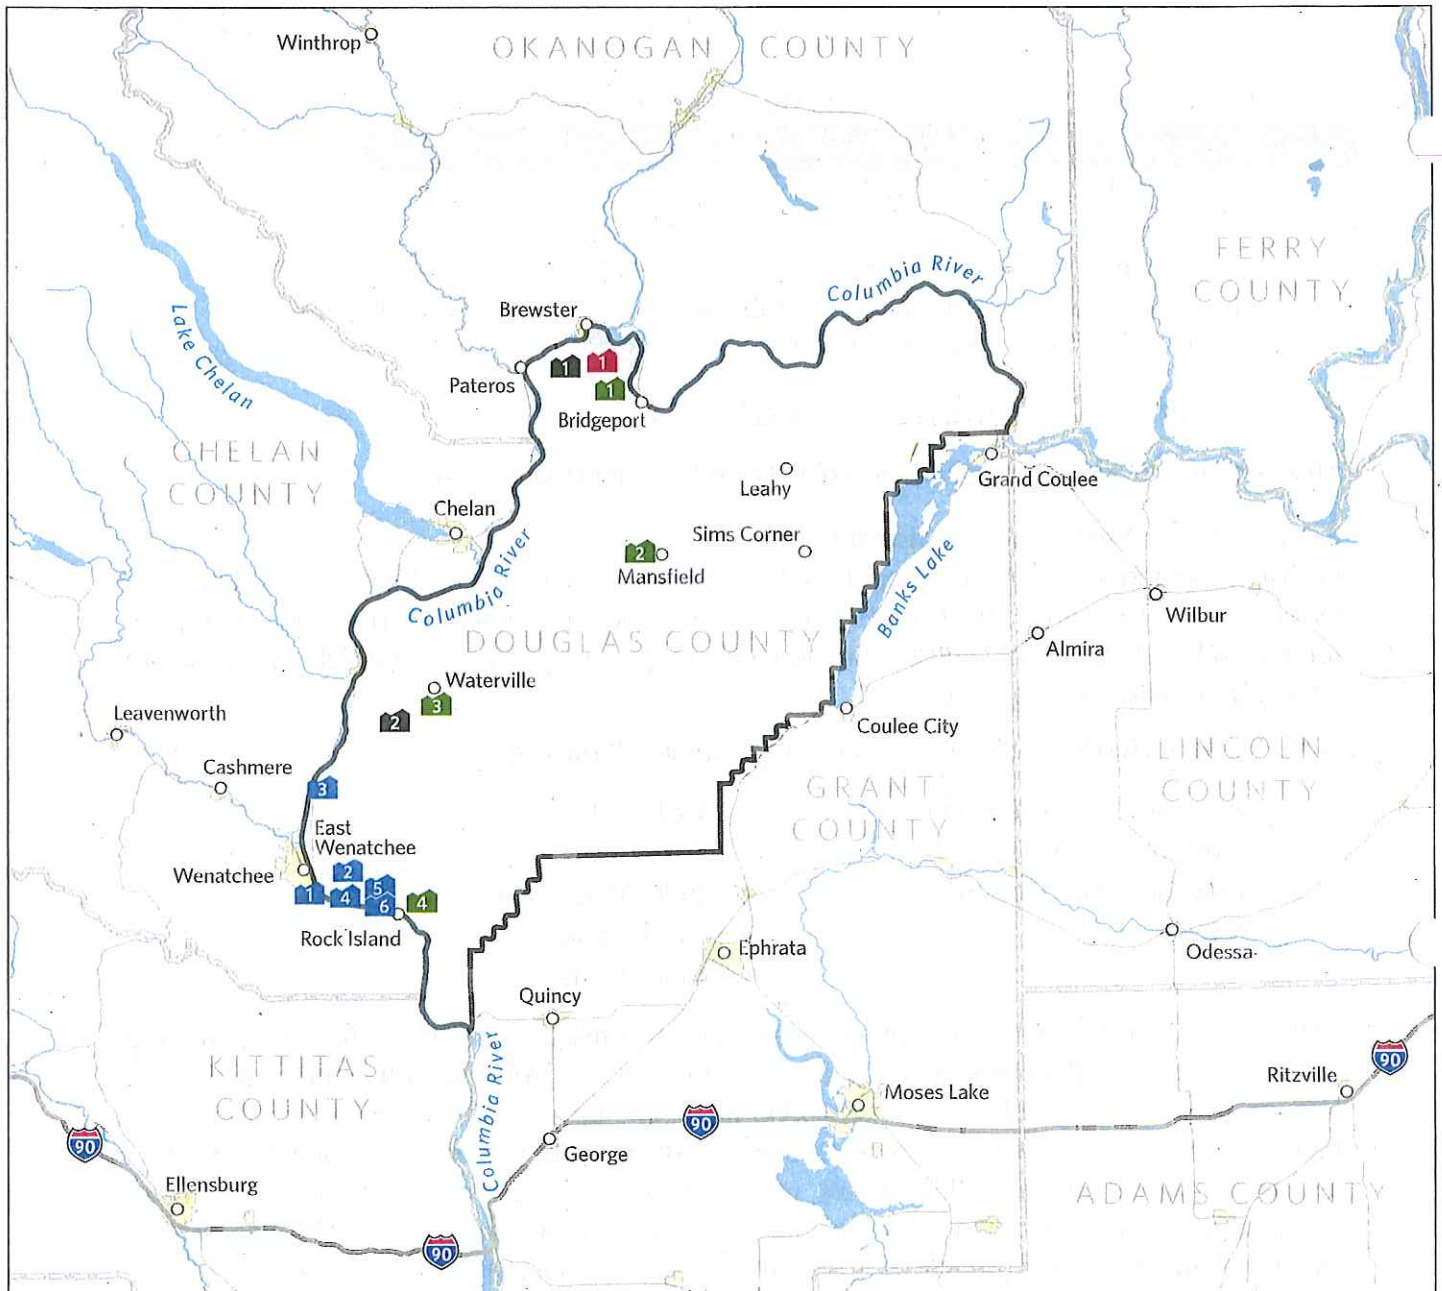 Winthrop
OKANOGAN COUNTY
FERRY
COUNTY
Columbia River
Brewster
Lake Chelan
1
1
Pateros
1
Bridgeport
CHELAN
COUNTY
Leahy
Grand Coulee
Chelan
Sims Corner
2
Mansfield
Columbia River
Banks Lake
Wilbur
DOUGLAS COUNTY
Almira
Waterville
3
2
Leavenworth
Coulee City
LINCOLN
COUNTY
Cashmere
3
GRANT
COUNTY
East
Wenatchee
Wenatchee
2
1
4
5
6
4
Rock Island
Ephrata
Odessa
Quincy
KITTITAS
COUNTY
Columbia River
90
Ritzville
Moses Lake
90
90
George
Ellensburg
ADAMS COUNTY
90